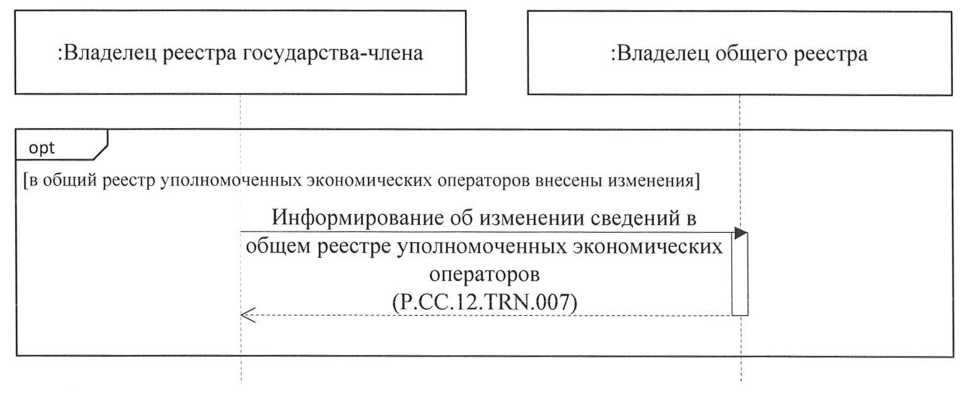 :Владелец реестра государства-члена
:Владелец общего реестра
opt
[в общий реестр уполномоченных экономических операторов внесены изменения]
Информирование об изменении сведений в
общем реестре уполномоченных экономических
операторов
(P.CC.12.TRN.007)